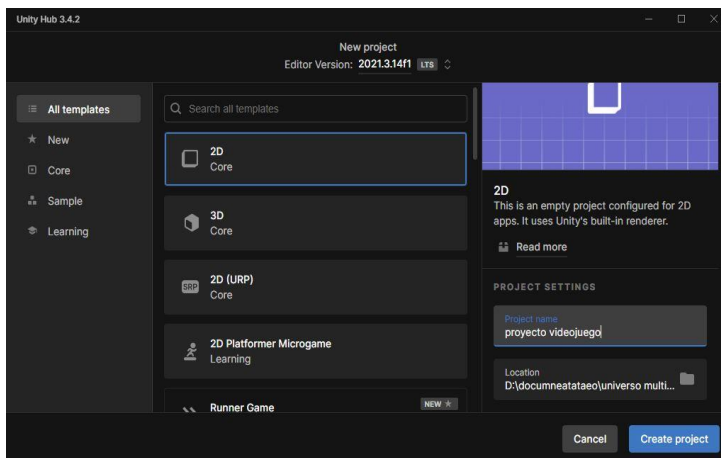 Unity Hub 3.4.2
New project
Editor Version: 2021.3.14f1 LTS
All templates
New
Core
Sample
Learning
Search all templates
2D
Core
3D
Core
SRP
2D (URP)
Core
2D Platformer Microgame
Learning
Runner Game
NEW
2D
This is an empty project configured for 2D
apps. It uses Unity's built-in renderer.
Read more
PROJECT SETTINGS
Project name
proyecto videojuego
Location
D:\documneatataeo\universo multi...
Cancel
Create project